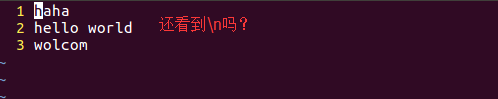 1 haha
2 hello world 还看到\n吗？
3 wolcom
~
~
~